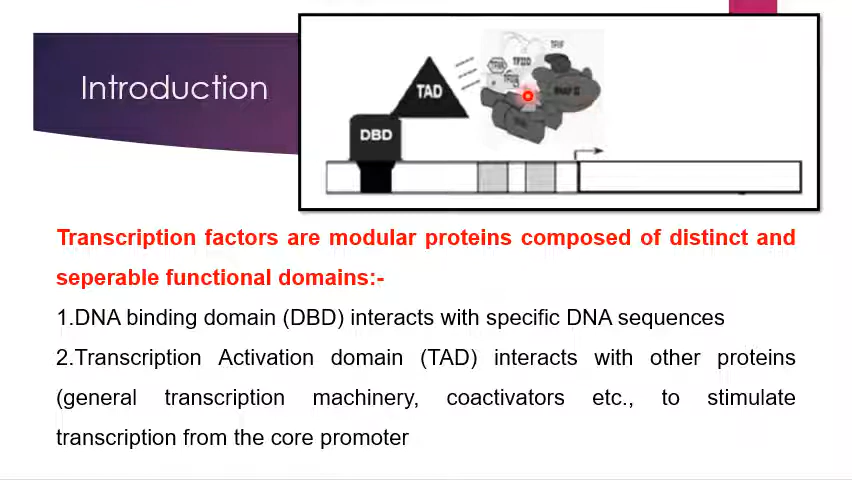 Introduction
TAD
DBD
TFIID
TFIIF
Transcription factors are modular proteins composed of distinct and
seperable functional domains:-
1.DNA binding domain (DBD) interacts with specific DNA sequences
2.Transcription Activation domain (TAD) interacts with other proteins
(general transcription machinery, coactivators etc., to stimulate
transcription from the core promoter